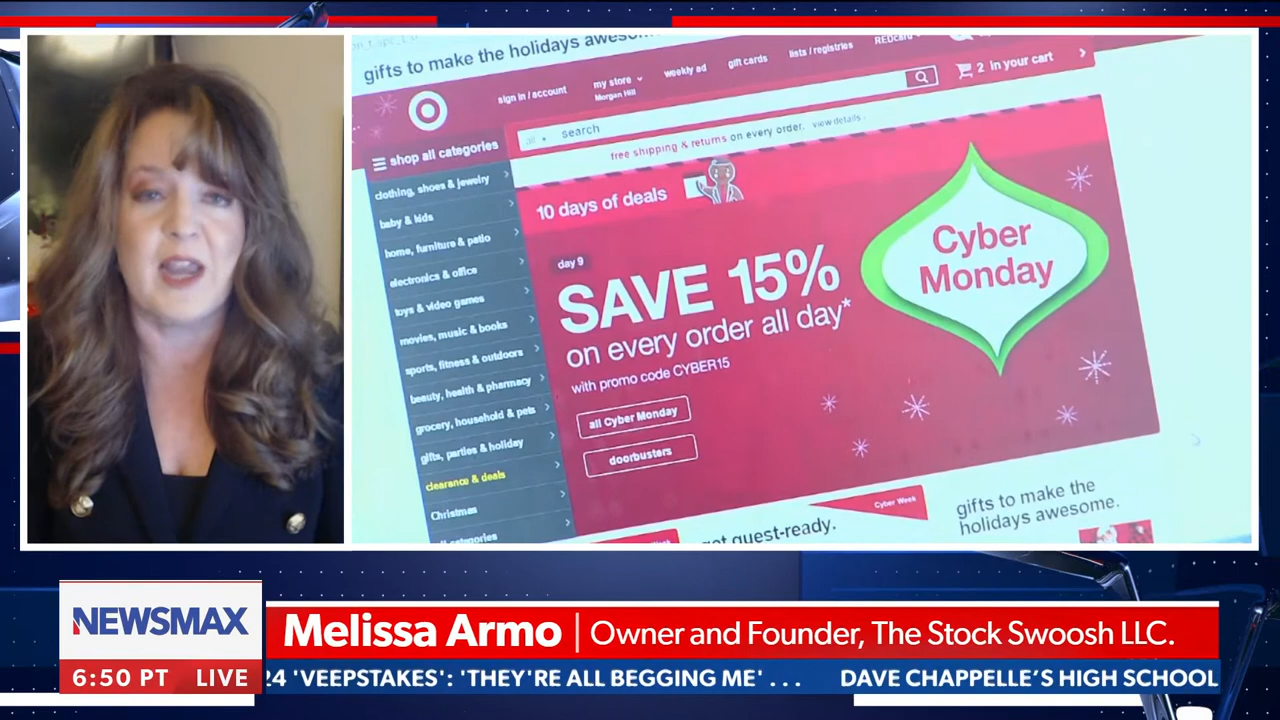 gifts to make the holidays awesome.
sign in / account
my store
Morgan Hill
weekly ad
gift cards
lists / registries
REDcard
2 in your cart
all
search
shop all categories
free shipping & returns on every order. view details
clothing, shoes & jewelry
baby & kids
home, furniture & patio
electronics & office
toys & video games
movies, music & books
sports, fitness & outdoors
beauty, health & pharmacy
grocery, household & pets
gifts, parties & holiday
clearance & deals
Christmas
categories
10 days of deals
day 9
SAVE 15%
on every order all day*
with promo code CYBER15
all Cyber Monday
doorbusters
Cyber
Monday
get guest-ready.
Cyber Week
gifts to make the
holidays awesome.
NEWSMAX
Melissa Armo | Owner and Founder, The Stock Swoosh LLC.
6:50 PT LIVE
24 'VEEPSTAKES': 'THEY'RE ALL BEGGING ME' . . . DAVE CHAPPELLE'S HIGH SCHOOL